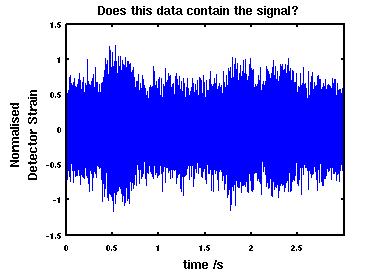 Does this data contain the signal?
1.5
1
0.5
0
-0.5
-1
-1.5
Normalised
Detector Strain
0 0.5 1 1.5 2 2.5
time /s